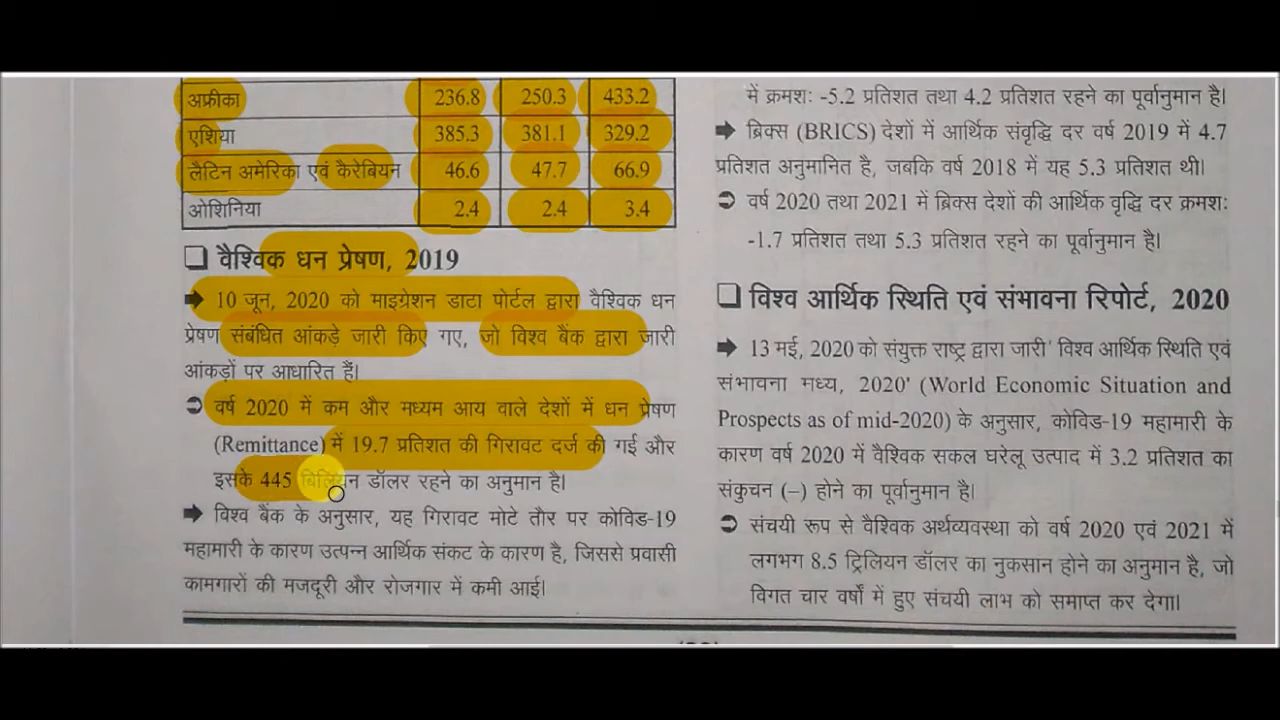 अफ्रीका 236.8 250.3 433.2
एशिया 385.3 381.1 329.2
लैटिन अमेरिका एवं कैरेबियन 46.6 47.7 66.9
ओशिनिया 2.4 2.4 3.4
❑ वैश्विक धन प्रेषण, 2019
➡ 10 जून, 2020 को माइग्रेशन डाटा पोर्टल द्वारा वैश्विक धन
प्रेषण संबंधित आंकड़े जारी किए गए, जो विश्व बैंक द्वारा जारी
आंकड़ों पर आधारित हैं।
➲ वर्ष 2020 में कम और मध्यम आय वाले देशों में धन प्रेषण
(Remittance) में 19.7 प्रतिशत की गिरावट दर्ज की गई और
इसके 445 बिलियन डॉलर रहने का अनुमान है।
➡ विश्व बैंक के अनुसार, यह गिरावट मोटे तौर पर कोविड-19
महामारी के कारण उत्पन्न आर्थिक संकट के कारण है, जिससे प्रवासी
कामगारों की मजदूरी और रोजगार में कमी आई।
में क्रमशः -5.2 प्रतिशत तथा 4.2 प्रतिशत रहने का पूर्वानुमान है।
➡ ब्रिक्स (BRICS) देशों में आर्थिक संवृद्धि दर वर्ष 2019 में 4.7
प्रतिशत अनुमानित है, जबकि वर्ष 2018 में यह 5.3 प्रतिशत थी।
➲ वर्ष 2020 तथा 2021 में ब्रिक्स देशों की आर्थिक वृद्धि दर क्रमशः
-1.7 प्रतिशत तथा 5.3 प्रतिशत रहने का पूर्वानुमान है।
❑ विश्व आर्थिक स्थिति एवं संभावना रिपोर्ट, 2020
➡ 13 मई, 2020 को संयुक्त राष्ट्र द्वारा जारी' विश्व आर्थिक स्थिति एवं
संभावना मध्य, 2020' (World Economic Situation and
Prospects as of mid-2020) के अनुसार, कोविड-19 महामारी के
कारण वर्ष 2020 में वैश्विक सकल घरेलू उत्पाद में 3.2 प्रतिशत का
संकुचन (–) होने का पूर्वानुमान है।
➲ संचयी रूप से वैश्विक अर्थव्यवस्था को वर्ष 2020 एवं 2021 में
लगभग 8.5 ट्रिलियन डॉलर का नुकसान होने का अनुमान है, जो
विगत चार वर्षों में हुए संचयी लाभ को समाप्त कर देगा।